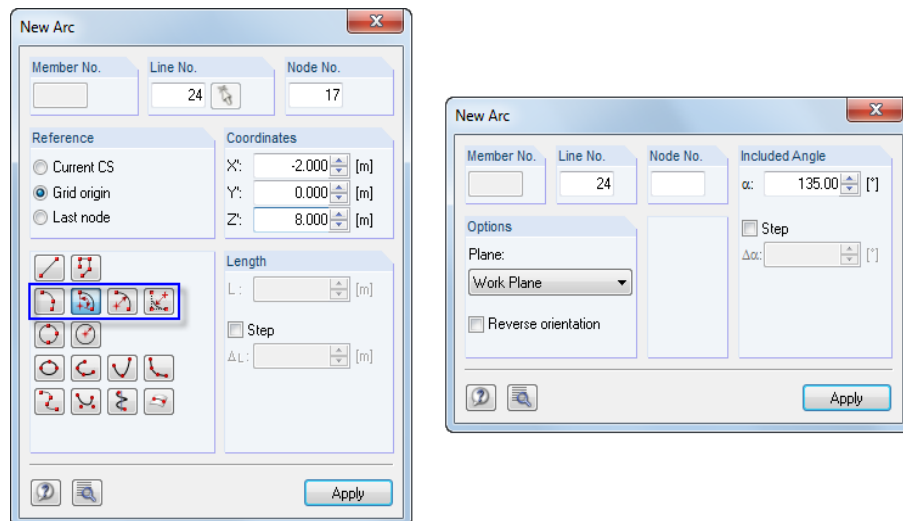 New Arc
Member No. Line No. Node No.
24 17
Reference Coordinates
Current CS X': -2.000 [m]
Grid origin Y': 0.000 [m]
Last node Z': 8.000 [m]
Length
L : [m]
Step
ΔL: [m]
Apply
New Arc
Member No. Line No. Node No. Included Angle
24 α: 135.00 [°]
Options Step
Plane: Δα: [°]
Work Plane
Reverse orientation
Apply